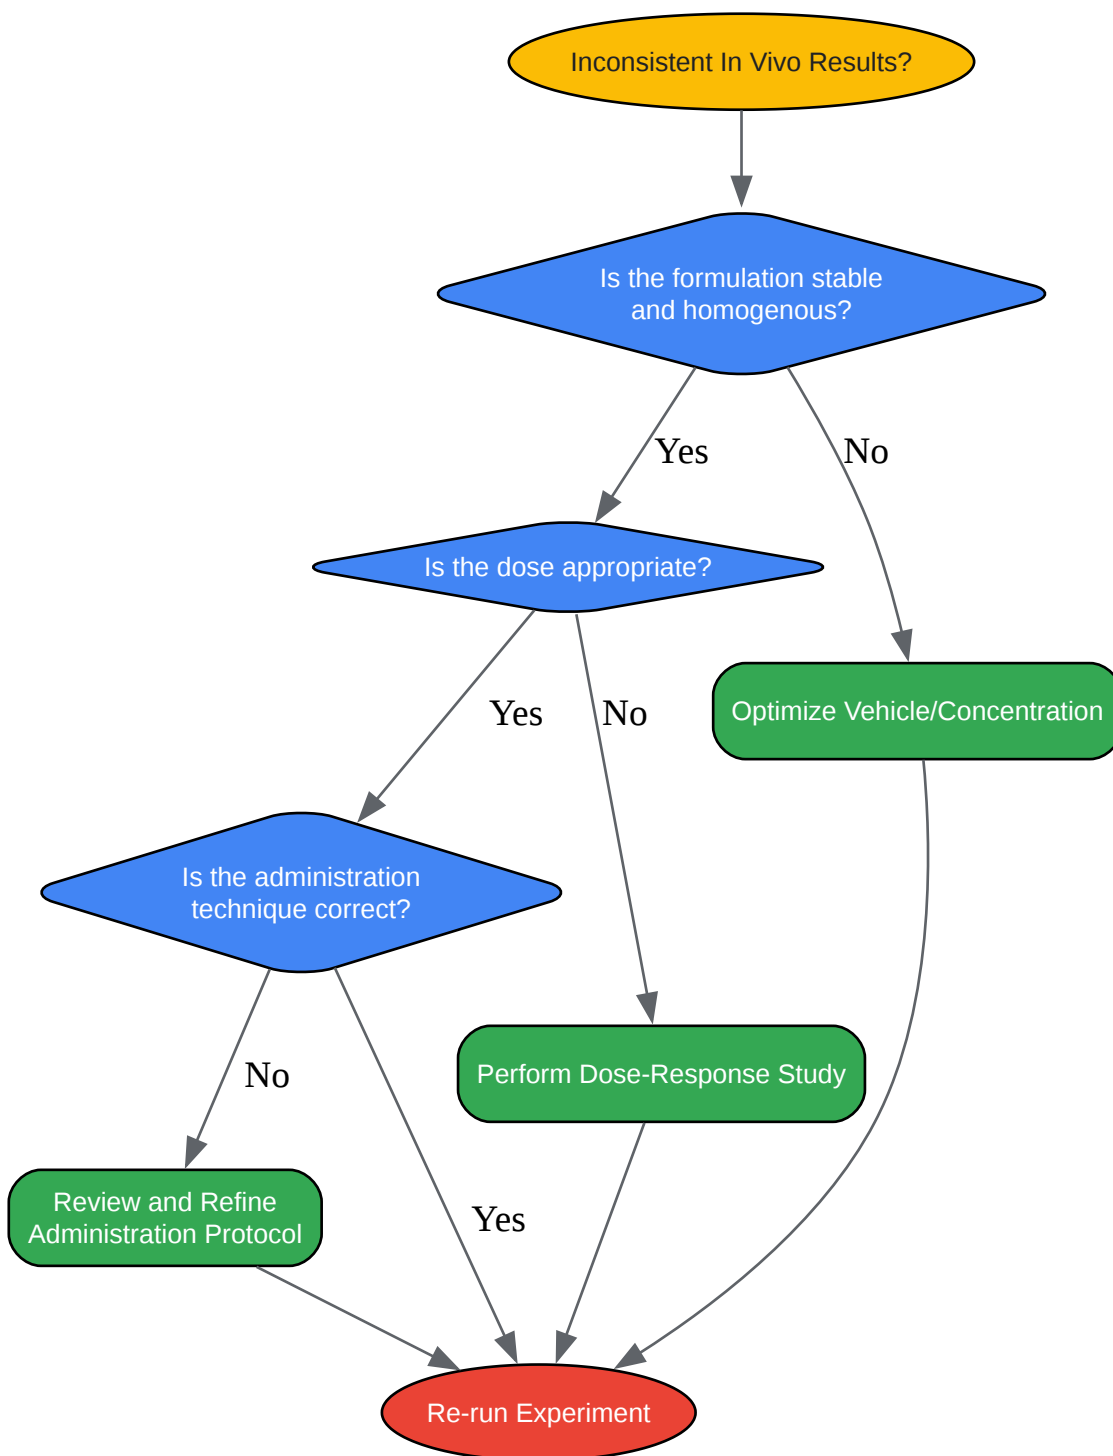 Inconsistent In Vivo Results?
Is the formulation stable
and homogenous?
Yes
No
Is the dose appropriate?
Yes
No
Optimize Vehicle/Concentration
Is the administration
technique correct?
No
Perform Dose-Response Study
Review and Refine
Administration Protocol
Yes
Re-run Experiment